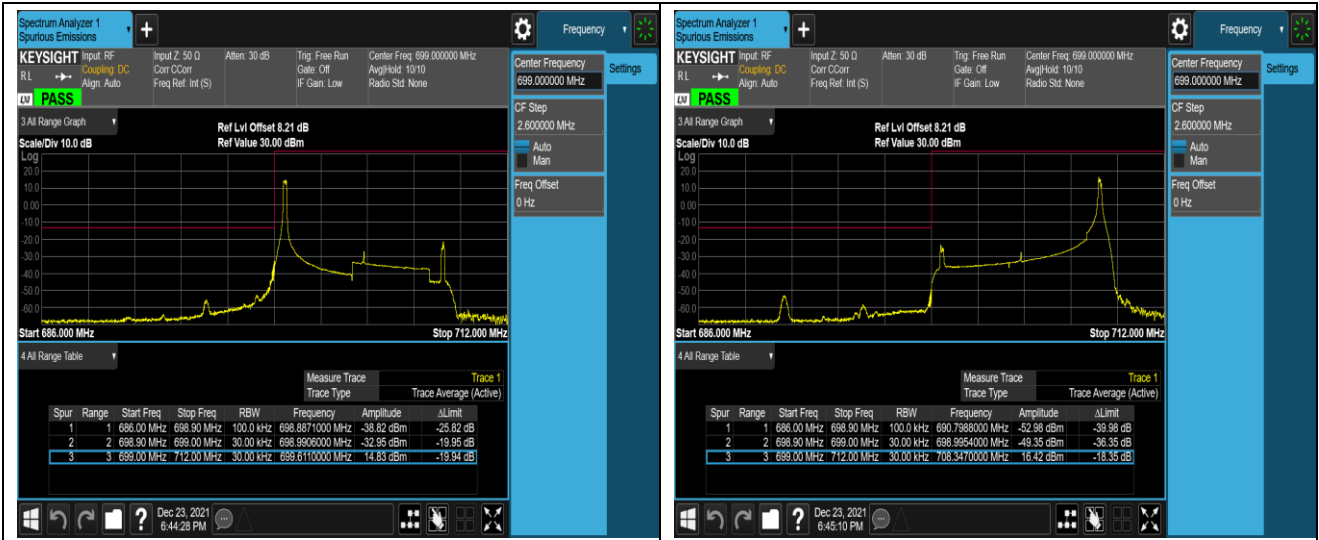 Spectrum Analyzer 1
Spurious Emissions
+
Frequency
KEYSIGHT Input: RF Input Z: 50 Ω Atten: 30 dB Trig: Free Run Center Freq: 699.000000 MHz
Coupling: DC Corr CCorr Gate: Off Avg|Hold: 10/10
RL Align: Auto Freq Ref: Int (S) IF Gain: Low Radio Std: None
LXI PASS
Center Frequency
699.000000 MHz
Settings
CF Step
2.600000 MHz
Auto
Man
Freq Offset
0 Hz
3 All Range Graph
Ref Lvl Offset 8.21 dB
Scale/Div 10.0 dB Ref Value 30.00 dBm
Log
20.0
10.0
0.00
-10.0
-20.0
-30.0
-40.0
-50.0
-60.0
Start 686.000 MHz Stop 712.000 MHz
4 All Range Table
Measure Trace Trace 1
Trace Type Trace Average (Active)
Spur Range Start Freq Stop Freq RBW Frequency Amplitude ΔLimit
1 1 686.00 MHz 698.90 MHz 100.0 kHz 698.8871000 MHz -38.82 dBm -25.82 dB
2 2 698.90 MHz 699.00 MHz 30.00 kHz 698.9906000 MHz -32.95 dBm -19.95 dB
3 3 699.00 MHz 712.00 MHz 30.00 kHz 699.6110000 MHz 14.83 dBm -19.94 dB
?
Dec 23, 2021
6:44:28 PM
Spectrum Analyzer 1
Spurious Emissions
+
Frequency
KEYSIGHT Input: RF Input Z: 50 Ω Atten: 30 dB Trig: Free Run Center Freq: 699.000000 MHz
Coupling: DC Corr CCorr Gate: Off Avg|Hold: 10/10
RL Align: Auto Freq Ref: Int (S) IF Gain: Low Radio Std: None
LXI PASS
Center Frequency
699.000000 MHz
Settings
CF Step
2.600000 MHz
Auto
Man
Freq Offset
0 Hz
3 All Range Graph
Ref Lvl Offset 8.21 dB
Scale/Div 10.0 dB Ref Value 30.00 dBm
Log
20.0
10.0
0.00
-10.0
-20.0
-30.0
-40.0
-50.0
-60.0
Start 686.000 MHz Stop 712.000 MHz
4 All Range Table
Measure Trace Trace 1
Trace Type Trace Average (Active)
Spur Range Start Freq Stop Freq RBW Frequency Amplitude ΔLimit
1 1 686.00 MHz 698.90 MHz 100.0 kHz 690.7988000 MHz -52.98 dBm -39.98 dB
2 2 698.90 MHz 699.00 MHz 30.00 kHz 698.9954000 MHz -49.35 dBm -36.35 dB
3 3 699.00 MHz 712.00 MHz 30.00 kHz 708.3470000 MHz 16.42 dBm -18.35 dB
?
Dec 23, 2021
6:45:10 PM